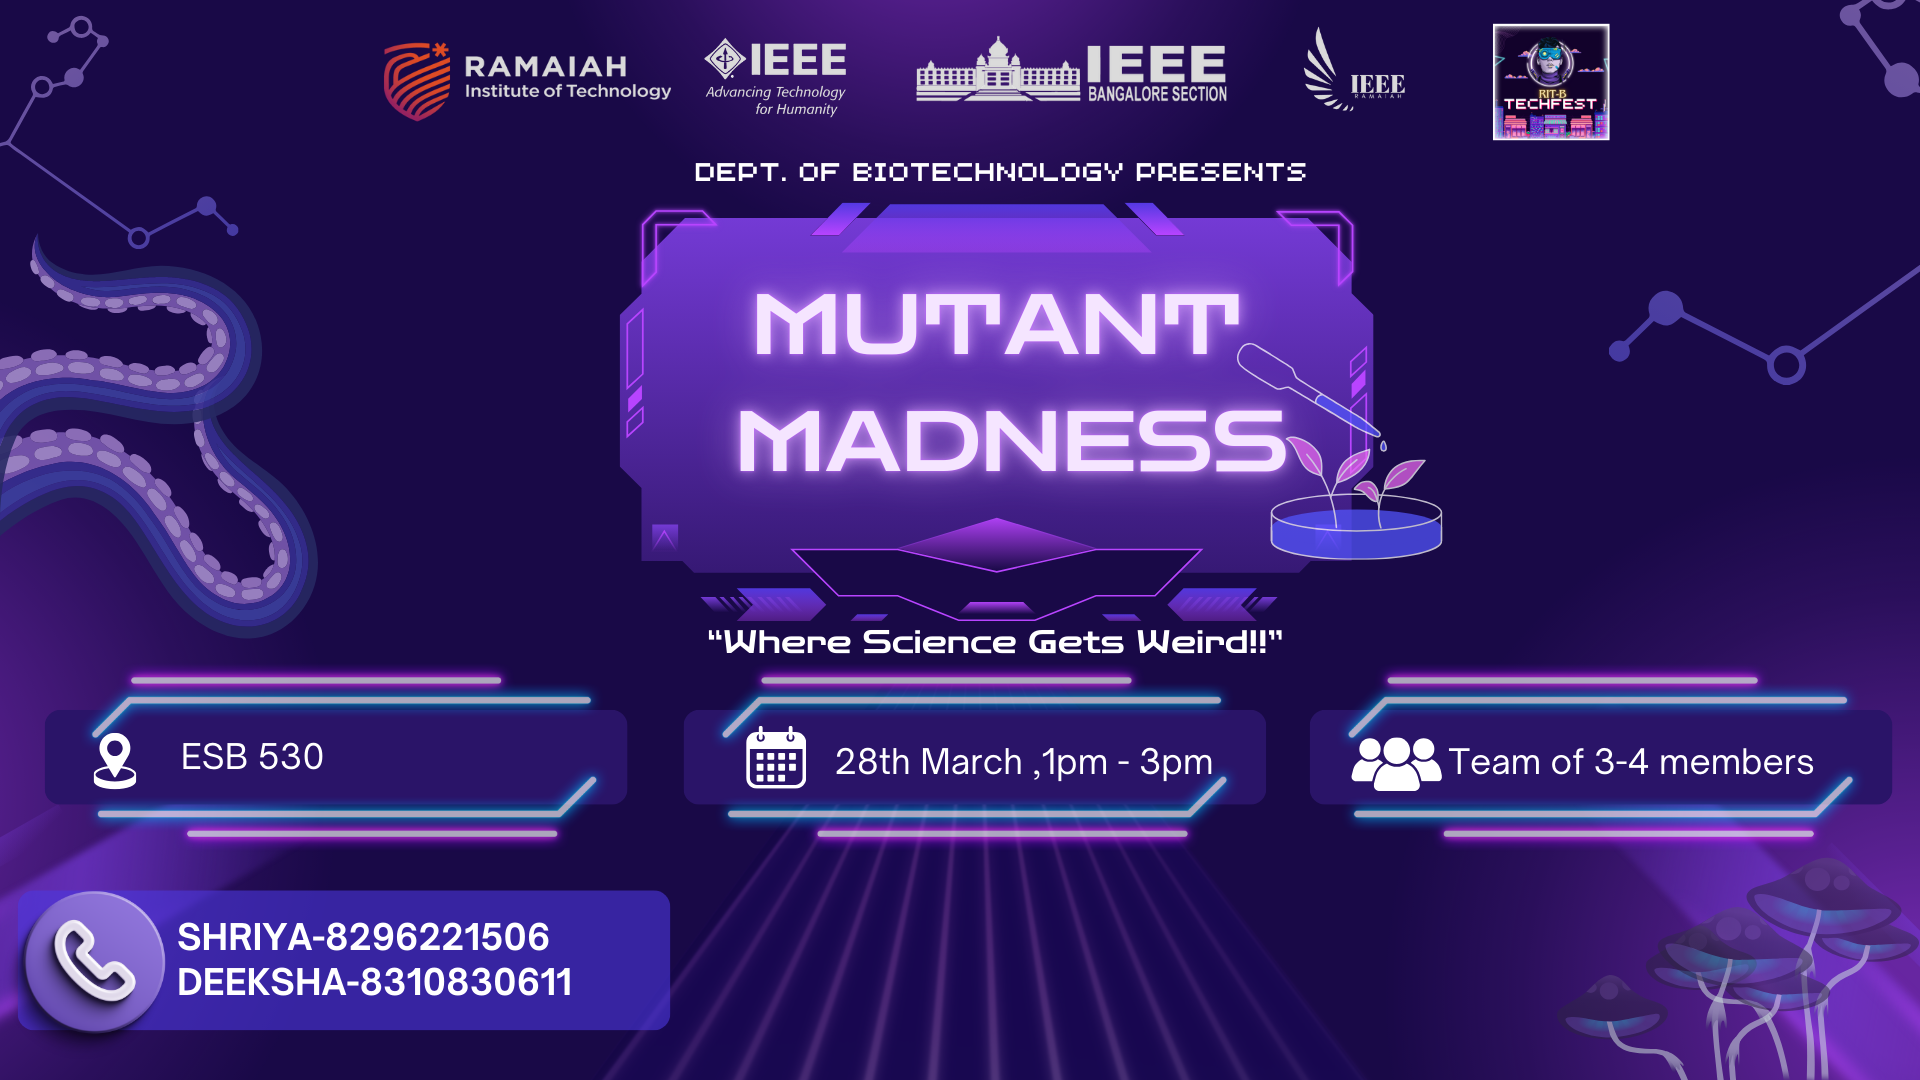 RAMAIAH
Institute of Technology
IEEE
Advancing Technology
for Humanity
IEEE
BANGALORE SECTION
IEEE
RAMAIAH
RIT-B
TECHFEST
DEPT. OF BIOTECHNOLOGY PRESENTS
MUTANT
MADNESS
“Where Science Gets Weird!!”
ESB 530
28th March ,1pm - 3pm
Team of 3-4 members
SHRIYA-8296221506
DEEKSHA-8310830611